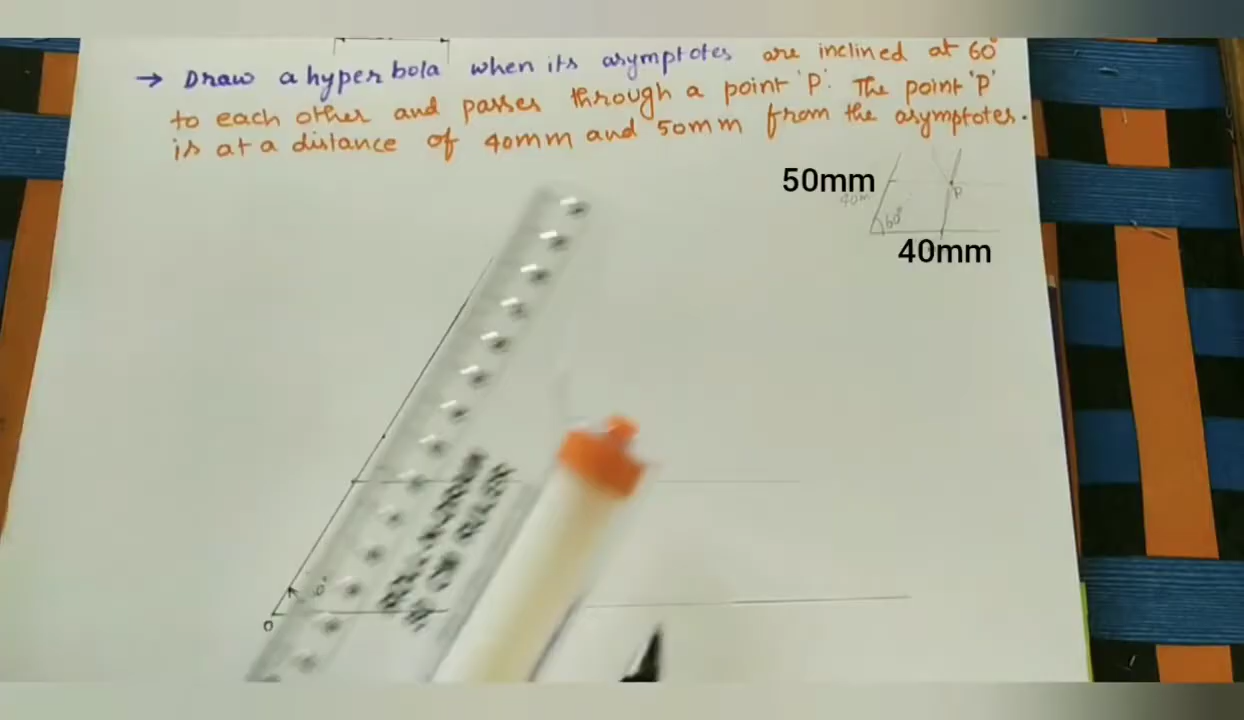 → Draw a hyperbola when its asymptotes are inclined at 60°
to each other and passes through a point 'P'. The point 'P'
is at a distance of 40mm and 50mm from the asymptotes.
50mm
P
60°
40mm
O